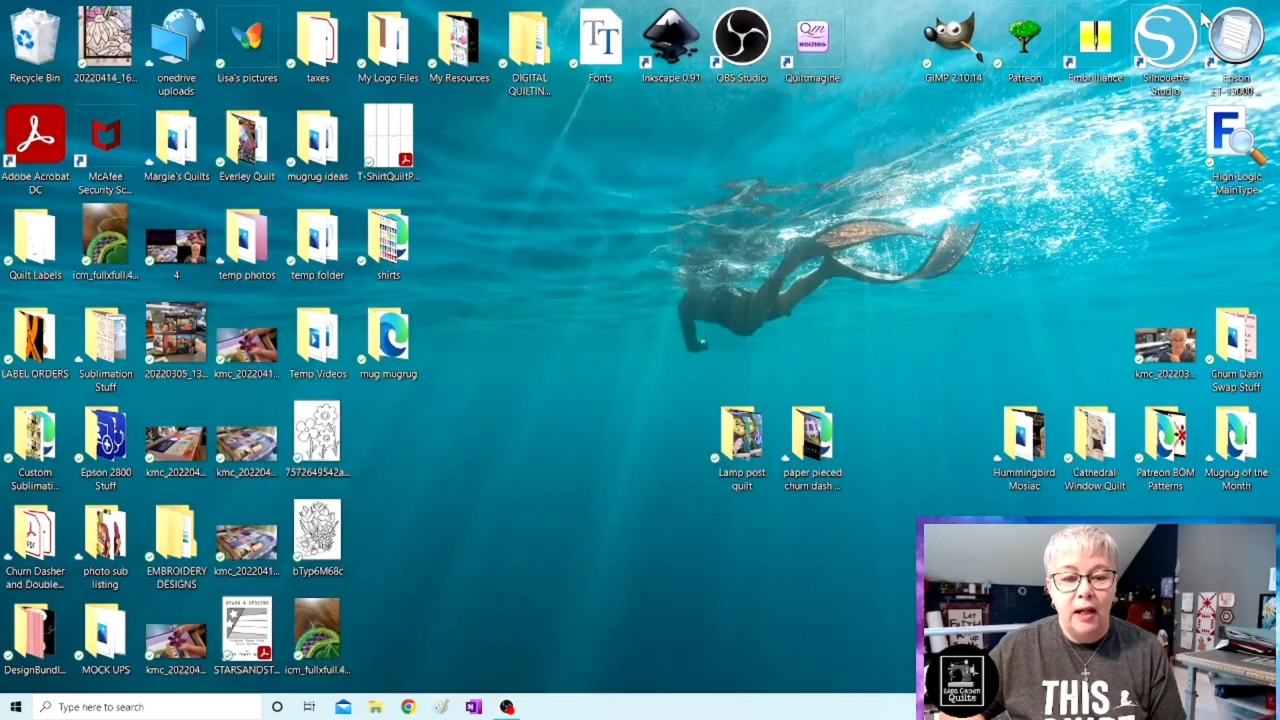 Recycle Bin
20220414_16...
onedrive
uploads
Lisa's pictures
taxes
My Logo Files
My Resources
DIGITAL
QUILTIN...
Fonts
Inkscape 0.91
OBS Studio
Quiltmagine
GIMP 2.10.14
Patreon
Embrilliance
Silhouette
Studio
Epson
ET-15000 ...
Adobe Acrobat
DC
McAfee
Security Sc...
Margie's Quilts
Everley Quilt
mugrug ideas
T-ShirtQuiltP...
High-Logic
MainType
Quilt Labels
icm_fullxfull.4...
4
temp photos
temp folder
shirts
LABEL ORDERS
Sublimation
Stuff
20220305_13...
kmc_2022041...
Temp Videos
mug mugrug
kmc_202203...
Churn Dash
Swap Stuff
Custom
Sublimati...
Epson 2800
Stuff
kmc_202204...
kmc_202204...
7572649542a...
Lamp post
quilt
paper pieced
churn dash ...
Hummingbird
Mosiac
Cathedral
Window Quilt
Patreon BOM
Patterns
Mugrug of the
Month
Churn Dasher
and Double...
photo sub
listing
EMBROIDERY
DESIGNS
kmc_2022041...
bTyp6M68c
DesignBundl...
MOCK UPS
kmc_202204...
STARSANDST...
icm_fullxfull.4...
Let
FAITH
Lisa Capen
Quilts
THIS
Type here to search